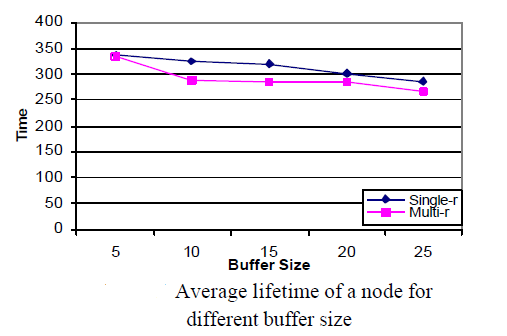 400
350
300
250
200
150
100
50
0
Time
5 10 15 20 25
Buffer Size
Single-r
Multi-r
Average lifetime of a node for
different buffer size